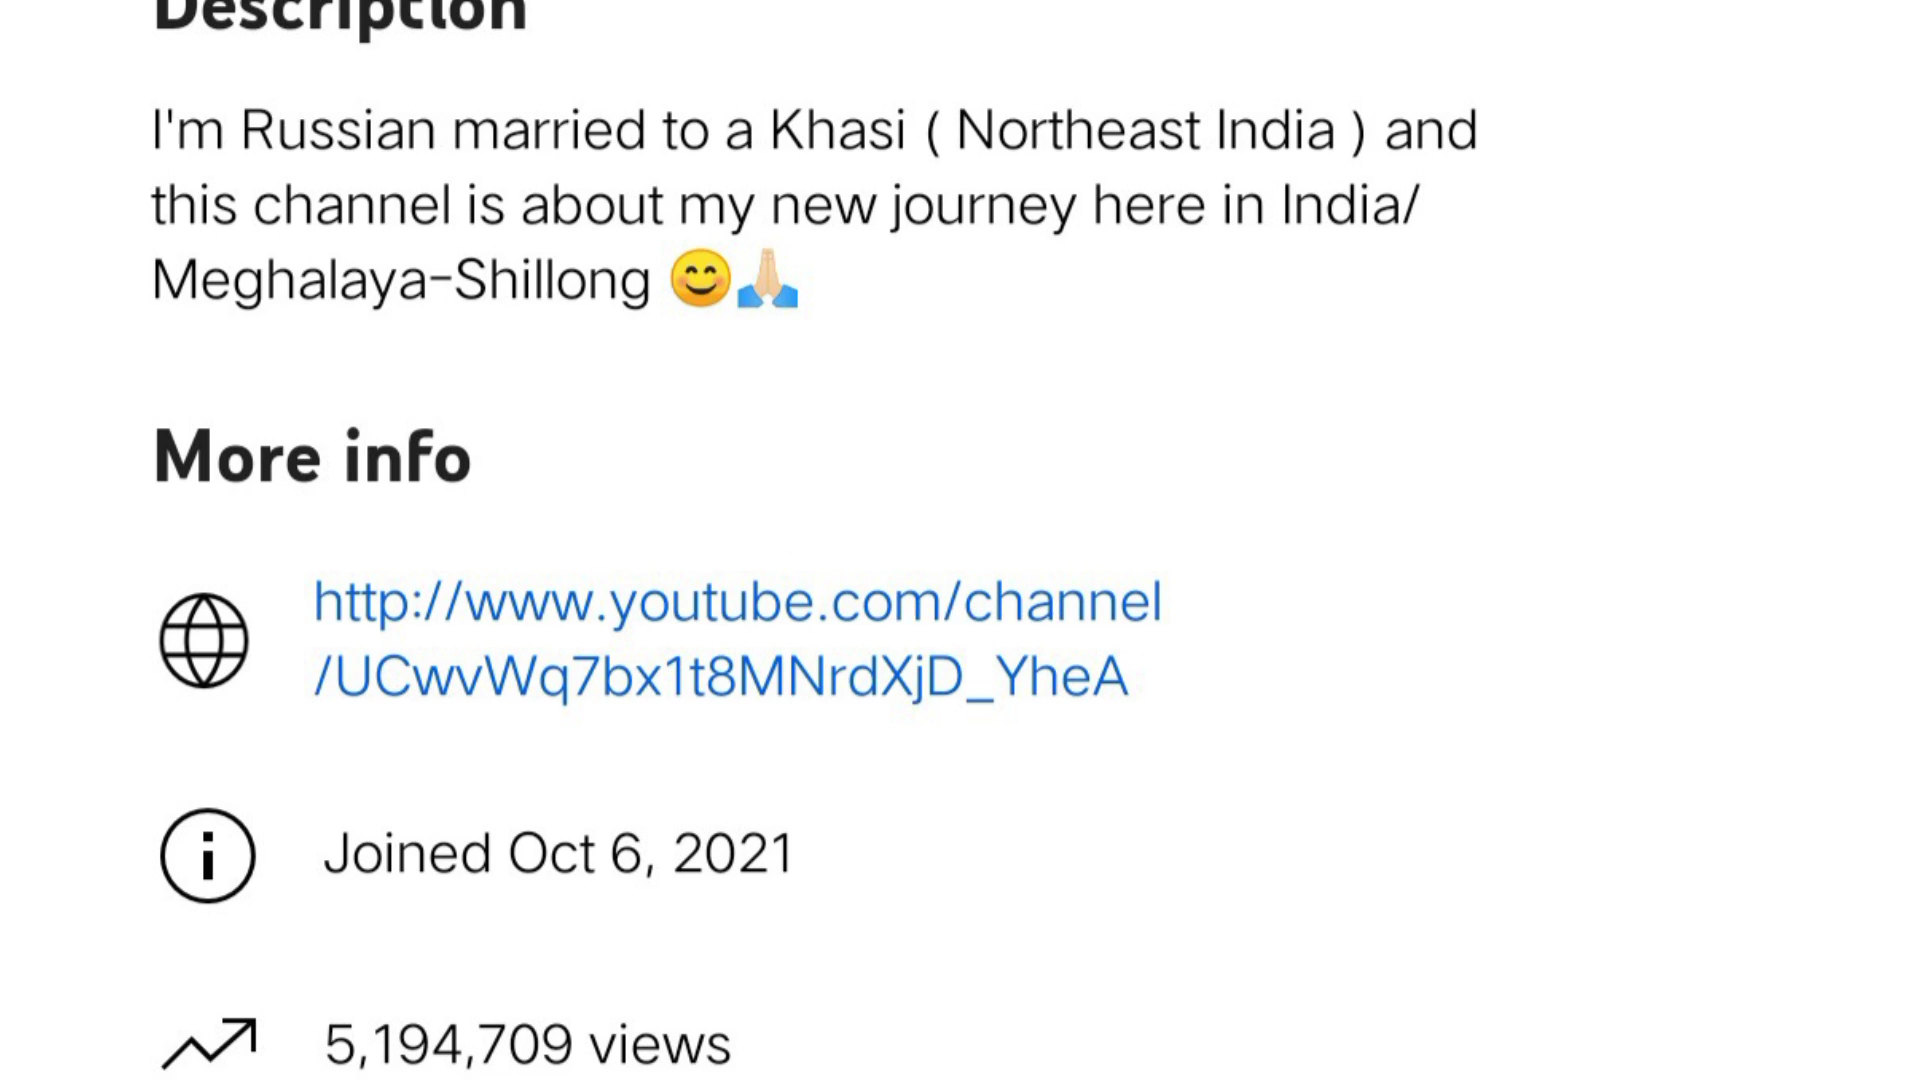 Description
I'm Russian married to a Khasi ( Northeast India ) and
this channel is about my new journey here in India/
Meghalaya-Shillong 😊🙏🏼
More info
http://www.youtube.com/channel
/UCwvWq7bx1t8MNrdXjD_YheA
Joined Oct 6, 2021
5,194,709 views